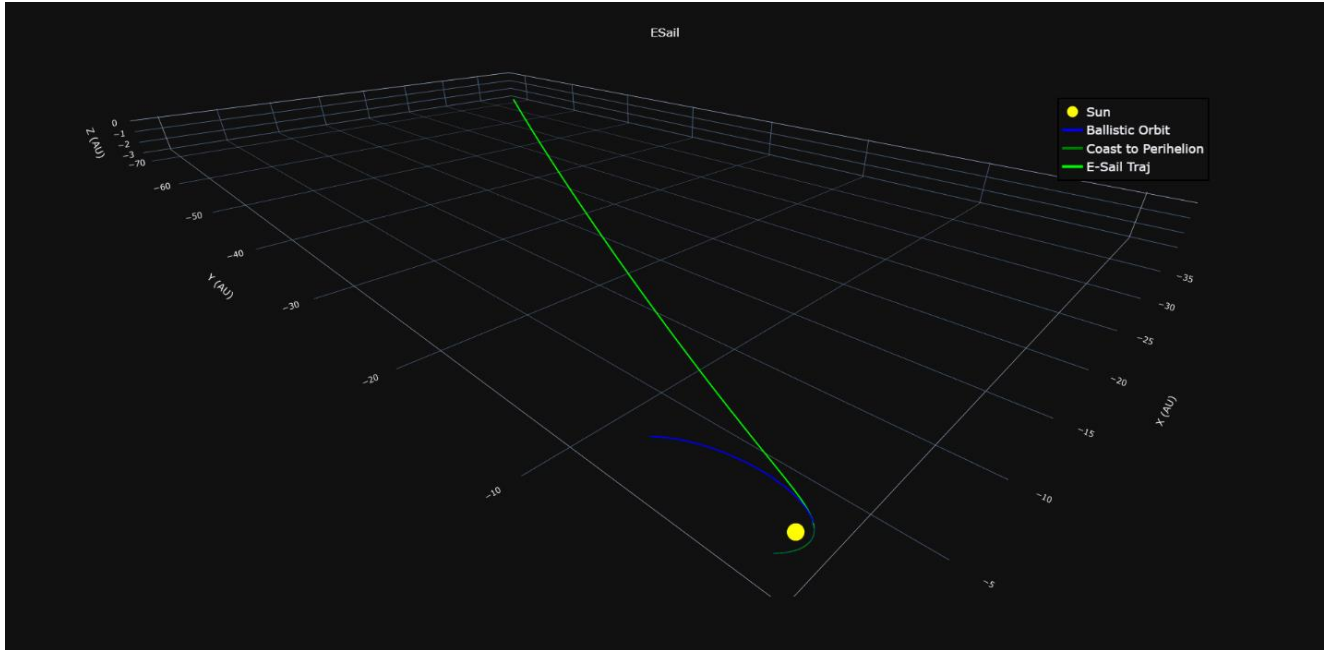 ESail
Sun
Ballistic Orbit
Coast to Perihelion
E-Sail Traj
Z (AU)
0
−1
−2
−3
−70
−60
−50
−40
−30
−20
−10
Y (AU)
−35
−30
−25
−20
−15
−10
−5
X (AU)